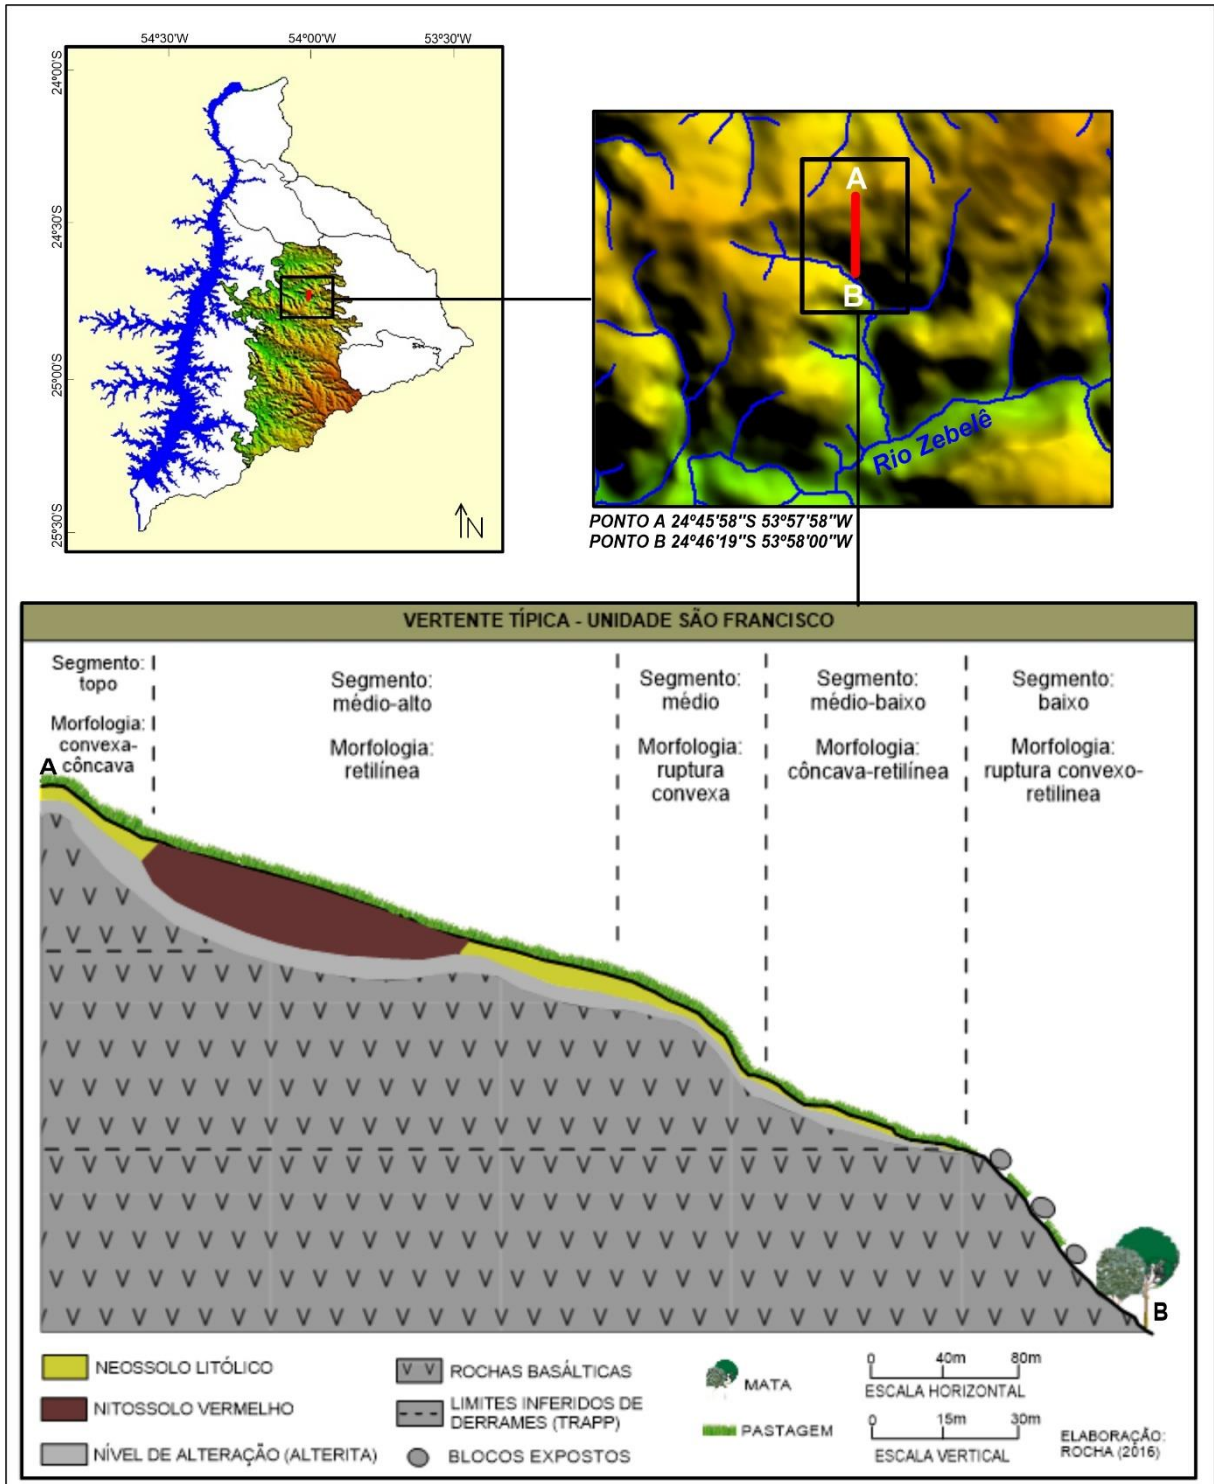 54°30'W 54°00'W 53°30'W
24°00'S
24°30'S
25°00'S
25°30'S
N
A
B
Rio Zebelê
PONTO A 24°45'58"S 53°57'58"W
PONTO B 24°46'19"S 53°58'00"W
VERTENTE TÍPICA - UNIDADE SÃO FRANCISCO
Segmento:
topo
Morfologia:
convexa-
côncava
Segmento:
médio-alto
Morfologia:
retilínea
Segmento:
médio
Morfologia:
ruptura
convexa
Segmento:
médio-baixo
Morfologia:
côncava-retilínea
Segmento:
baixo
Morfologia:
ruptura convexo-
retilinea
A
B
NEOSSOLO LITÓLICO
NITOSSOLO VERMELHO
NÍVEL DE ALTERAÇÃO (ALTERITA)
ROCHAS BASÁLTICAS
LIMITES INFERIDOS DE
DERRAMES (TRAPP)
BLOCOS EXPOSTOS
MATA
PASTAGEM
0 40m 80m
ESCALA HORIZONTAL
0 15m 30m
ESCALA VERTICAL
ELABORAÇÃO:
ROCHA (2016)